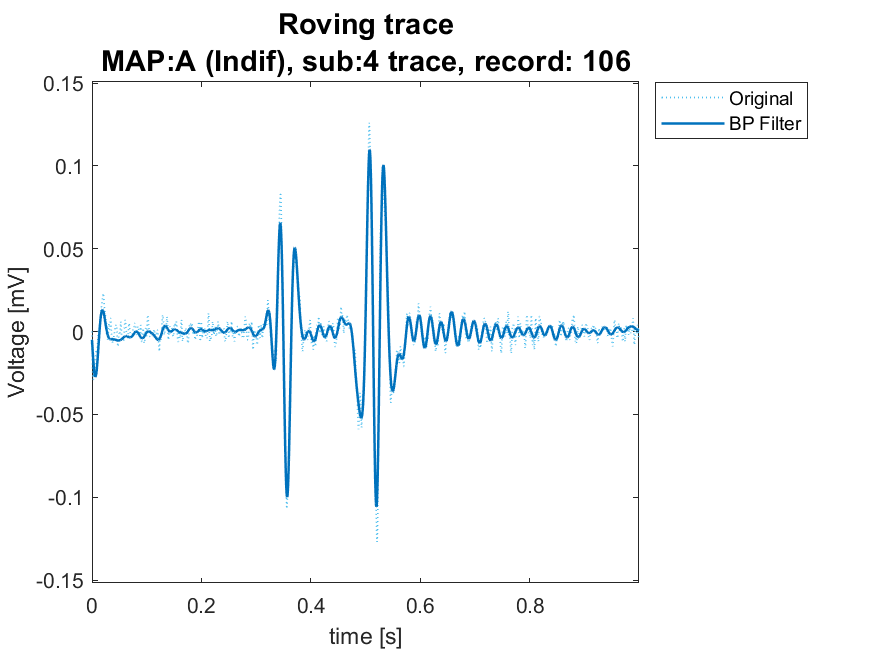 Roving trace
MAP:A (Indif), sub:4 trace, record: 106
Original
BP Filter
0.15
0.1
0.05
0
-0.05
-0.1
-0.15
Voltage [mV]
0
0.2
0.4
0.6
0.8
time [s]